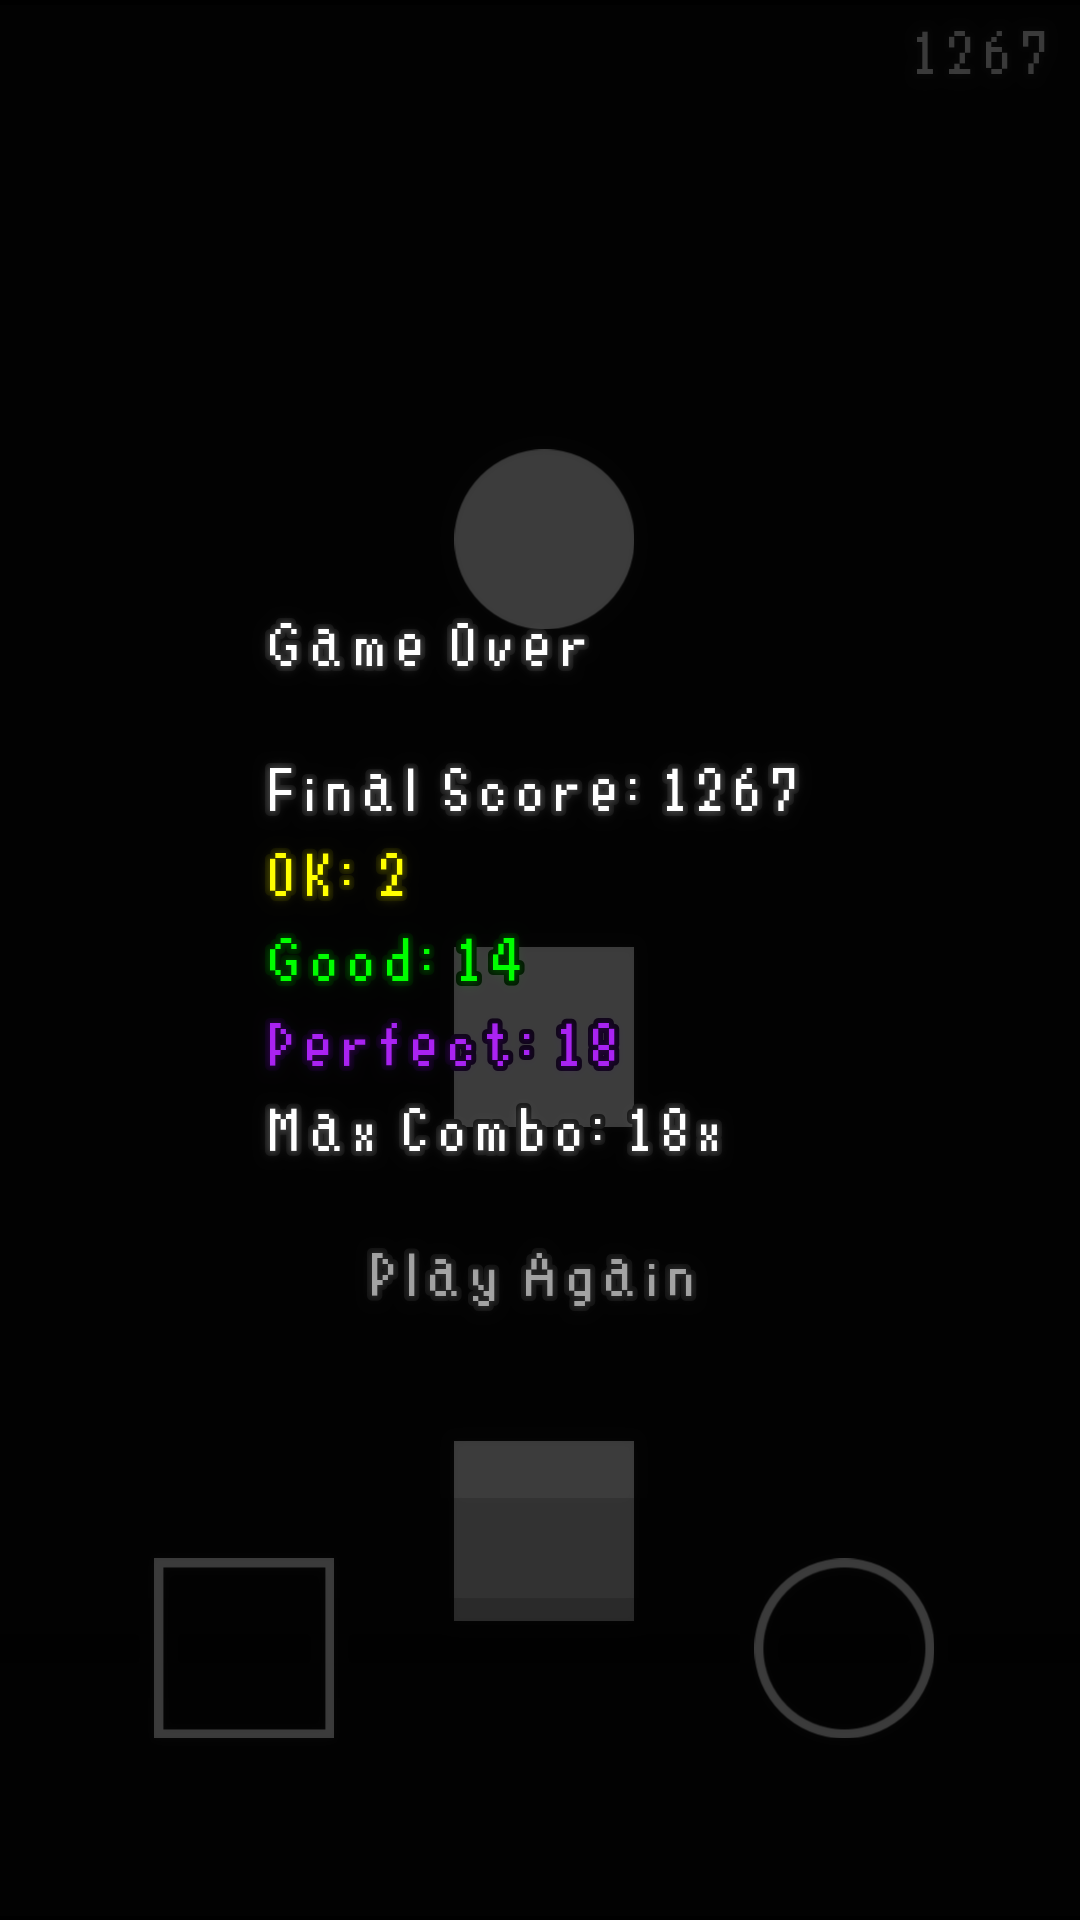 1267
Game Over
Final Score: 1267
OK: 2
Good: 14
Perfect: 18
Max Combo: 18x
Play Again